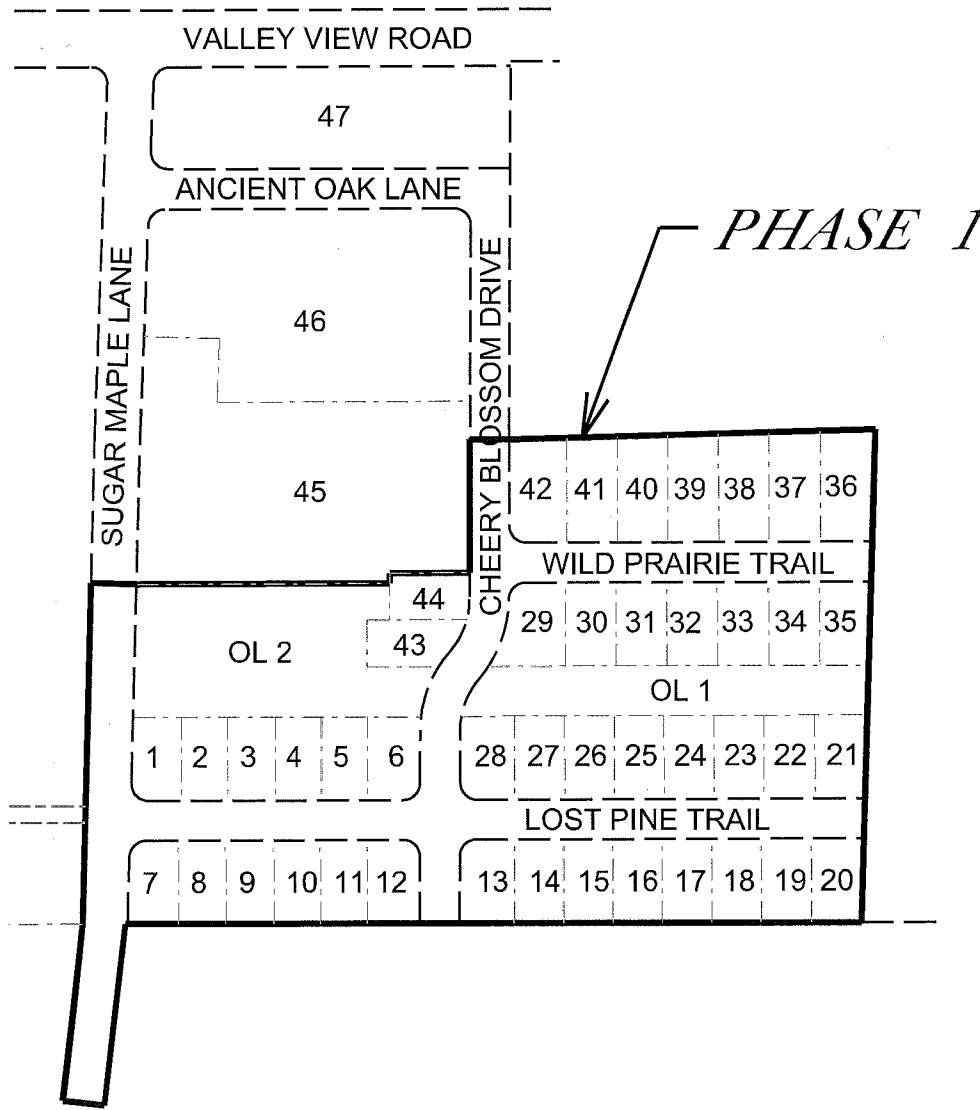 VALLEY VIEW ROAD
47
ANCIENT OAK LANE
PHASE 1
SUGAR MAPLE LANE
46
CHEERY BLOSSOM DRIVE
45
42 41 40 39 38 37 36
WILD PRAIRIE TRAIL
44
29 30 31 32 33 34 35
43
OL 2
OL 1
1 2 3 4 5 6
28 27 26 25 24 23 22 21
LOST PINE TRAIL
7 8 9 10 11 12
13 14 15 16 17 18 19 20